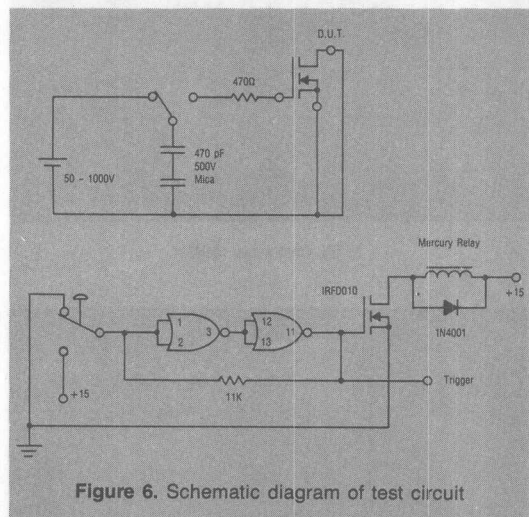 D.U.T.
470Ω
470 pF
500V
Mica
50 - 1000V
Mercury Relay
IRFD010
+15
1
2
3
12
13
11
1N4001
+15
11K
Trigger
Figure 6. Schematic diagram of test circuit